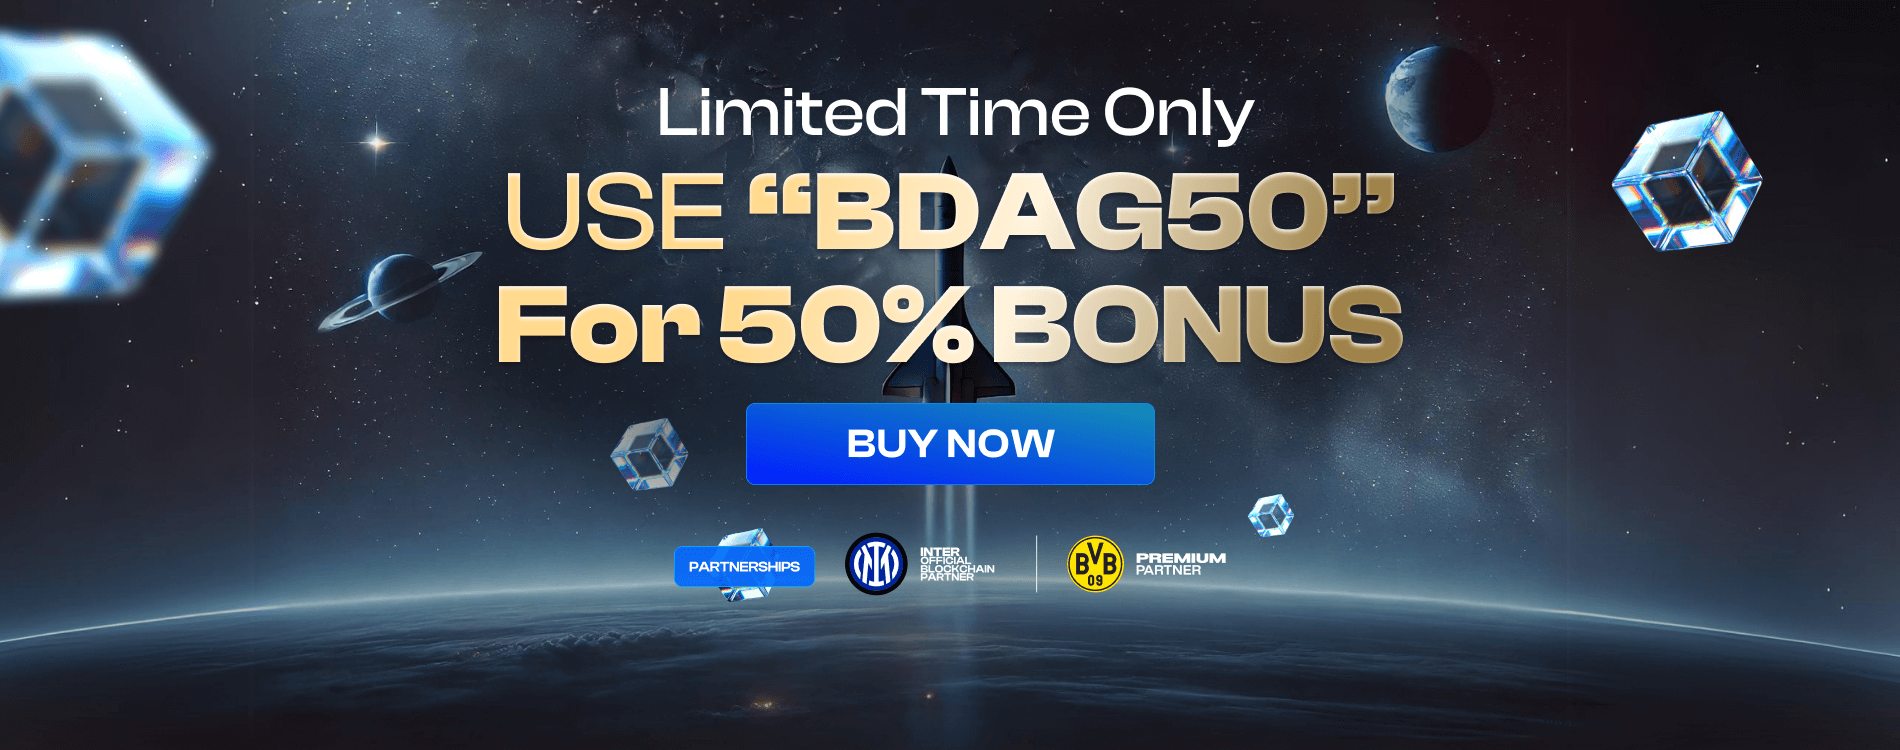 Limited Time Only
USE “BDAG50”
For 50% BONUS
BUY NOW
PARTNERSHIPS
INTER
OFFICIAL
BLOCKCHAIN
PARTNER
BVB
09
PREMIUM
PARTNER